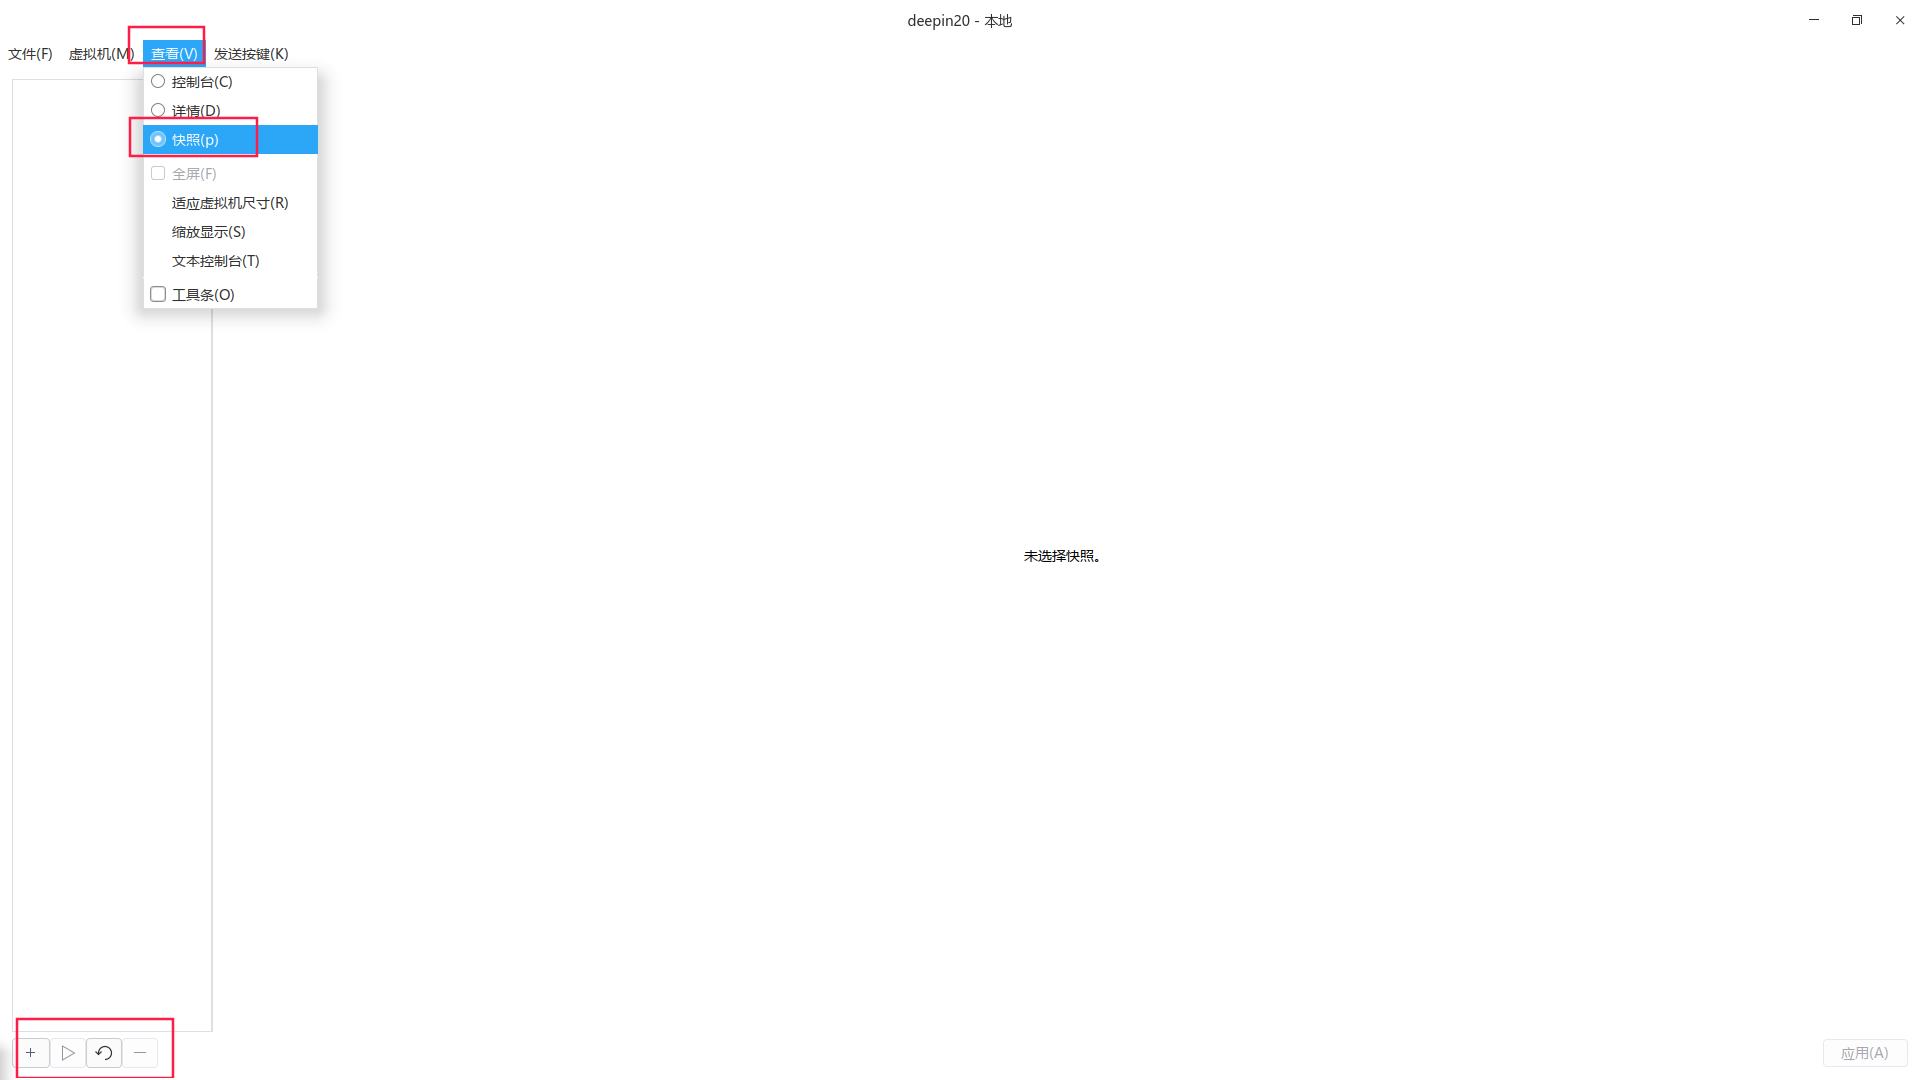 deepin20 - 本地
文件(F) 虚拟机(M) 查看(V) 发送按键(K)
控制台(C)
详情(D)
快照(p)
全屏(F)
适应虚拟机尺寸(R)
缩放显示(S)
文本控制台(T)
工具条(O)
未选择快照。
应用(A)